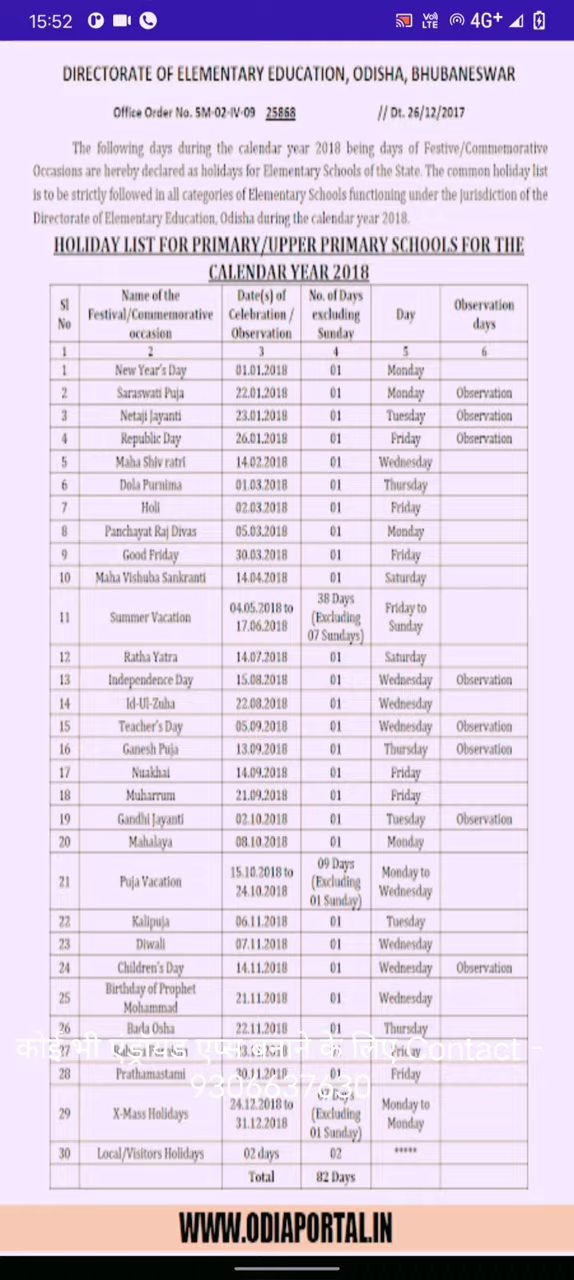 15:52
Vo) LTE 4G+
DIRECTORATE OF ELEMENTARY EDUCATION, ODISHA, BHUBANESWAR
Office Order No. 5M-02-IV-09 25868 // Dt. 26/12/2017
The following days during the calendar year 2018 being days of Festive/Commemorative
Occasions are hereby declared as holidays for Elementary Schools of the State. The common holiday list
is to be strictly followed in all categories of Elementary Schools functioning under the jurisdiction of the
Directorate of Elementary Education, Odisha during the calendar year 2018.
HOLIDAY LIST FOR PRIMARY/UPPER PRIMARY SCHOOLS FOR THE
CALENDAR YEAR 2018
Sl No Name of the Festival/Commemorative occasion Date(s) of Celebration / Observation No. of Days excluding Sunday Day Observation days
1 2 3 4 5 6
1 New Year's Day 01.01.2018 01 Monday
2 Saraswati Puja 22.01.2018 01 Monday Observation
3 Netaji Jayanti 23.01.2018 01 Tuesday Observation
4 Republic Day 26.01.2018 01 Friday Observation
5 Maha Shiv ratri 14.02.2018 01 Wednesday
6 Dola Purnima 01.03.2018 01 Thursday
7 Holi 02.03.2018 01 Friday
8 Panchayat Raj Divas 05.03.2018 01 Monday
9 Good Friday 30.03.2018 01 Friday
10 Maha Vishuba Sankranti 14.04.2018 01 Saturday
11 Summer Vacation 04.05.2018 to 17.06.2018 38 Days (Excluding 07 Sundays) Friday to Sunday
12 Ratha Yatra 14.07.2018 01 Saturday
13 Independence Day 15.08.2018 01 Wednesday Observation
14 Id-Ul-Zuha 22.08.2018 01 Wednesday
15 Teacher's Day 05.09.2018 01 Wednesday Observation
16 Ganesh Puja 13.09.2018 01 Thursday Observation
17 Nuakhai 14.09.2018 01 Friday
18 Muharrum 21.09.2018 01 Friday
19 Gandhi Jayanti 02.10.2018 01 Tuesday Observation
20 Mahalaya 08.10.2018 01 Monday
21 Puja Vacation 15.10.2018 to 24.10.2018 09 Days (Excluding 01 Sunday) Monday to Wednesday
22 Kalipuja 06.11.2018 01 Tuesday
23 Diwali 07.11.2018 01 Wednesday
24 Children's Day 14.11.2018 01 Wednesday Observation
25 Birthday of Prophet Mohammad 21.11.2018 01 Wednesday
26 Bada Osha 22.11.2018 01 Thursday
कोई भी एंड्रायड एप्स बनाने के लिए Contact -
9306637630
27 Friday
28 Prathamastami 30.11.2018 01 Friday
29 X-Mass Holidays 24.12.2018 to 31.12.2018 Days (Excluding 01 Sunday) Monday to Monday
30 Local/Visitors Holidays 02 days 02 *****
Total 82 Days
WWW.ODIAPORTAL.IN